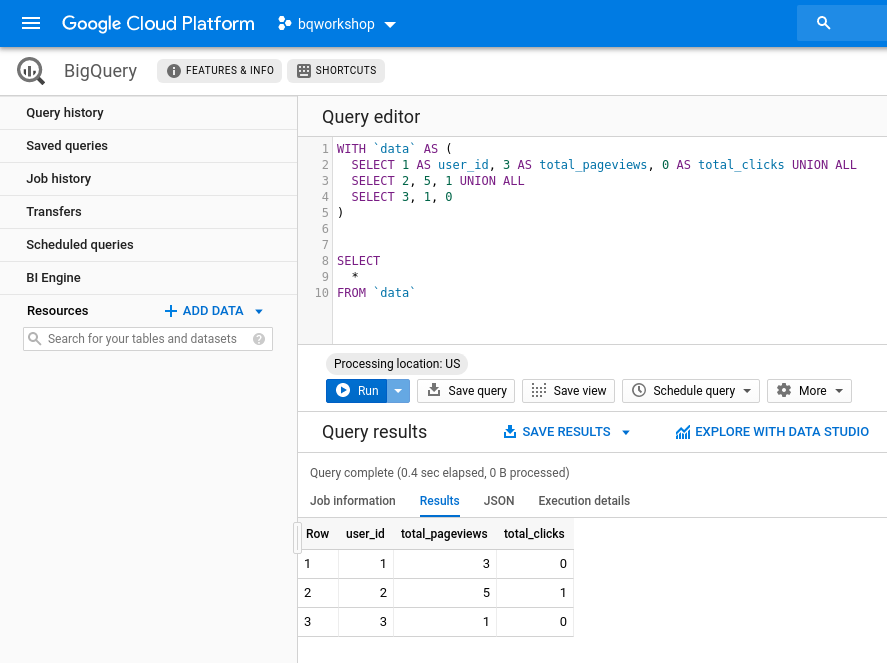 Google Cloud Platform bqworkshop
BigQuery FEATURES & INFO SHORTCUTS
Query history
Saved queries
Job history
Transfers
Scheduled queries
BI Engine
Resources ADD DATA
Search for your tables and datasets ?
Query editor
1 WITH `data` AS (
2 SELECT 1 AS user_id, 3 AS total_pageviews, 0 AS total_clicks UNION ALL
3 SELECT 2, 5, 1 UNION ALL
4 SELECT 3, 1, 0
5 )
6
7
8 SELECT
9 *
10 FROM `data`
Processing location: US
Run Save query Save view Schedule query More
Query results SAVE RESULTS EXPLORE WITH DATA STUDIO
Query complete (0.4 sec elapsed, 0 B processed)
Job information Results JSON Execution details
Row user_id total_pageviews total_clicks
1 1 3 0
2 2 5 1
3 3 1 0